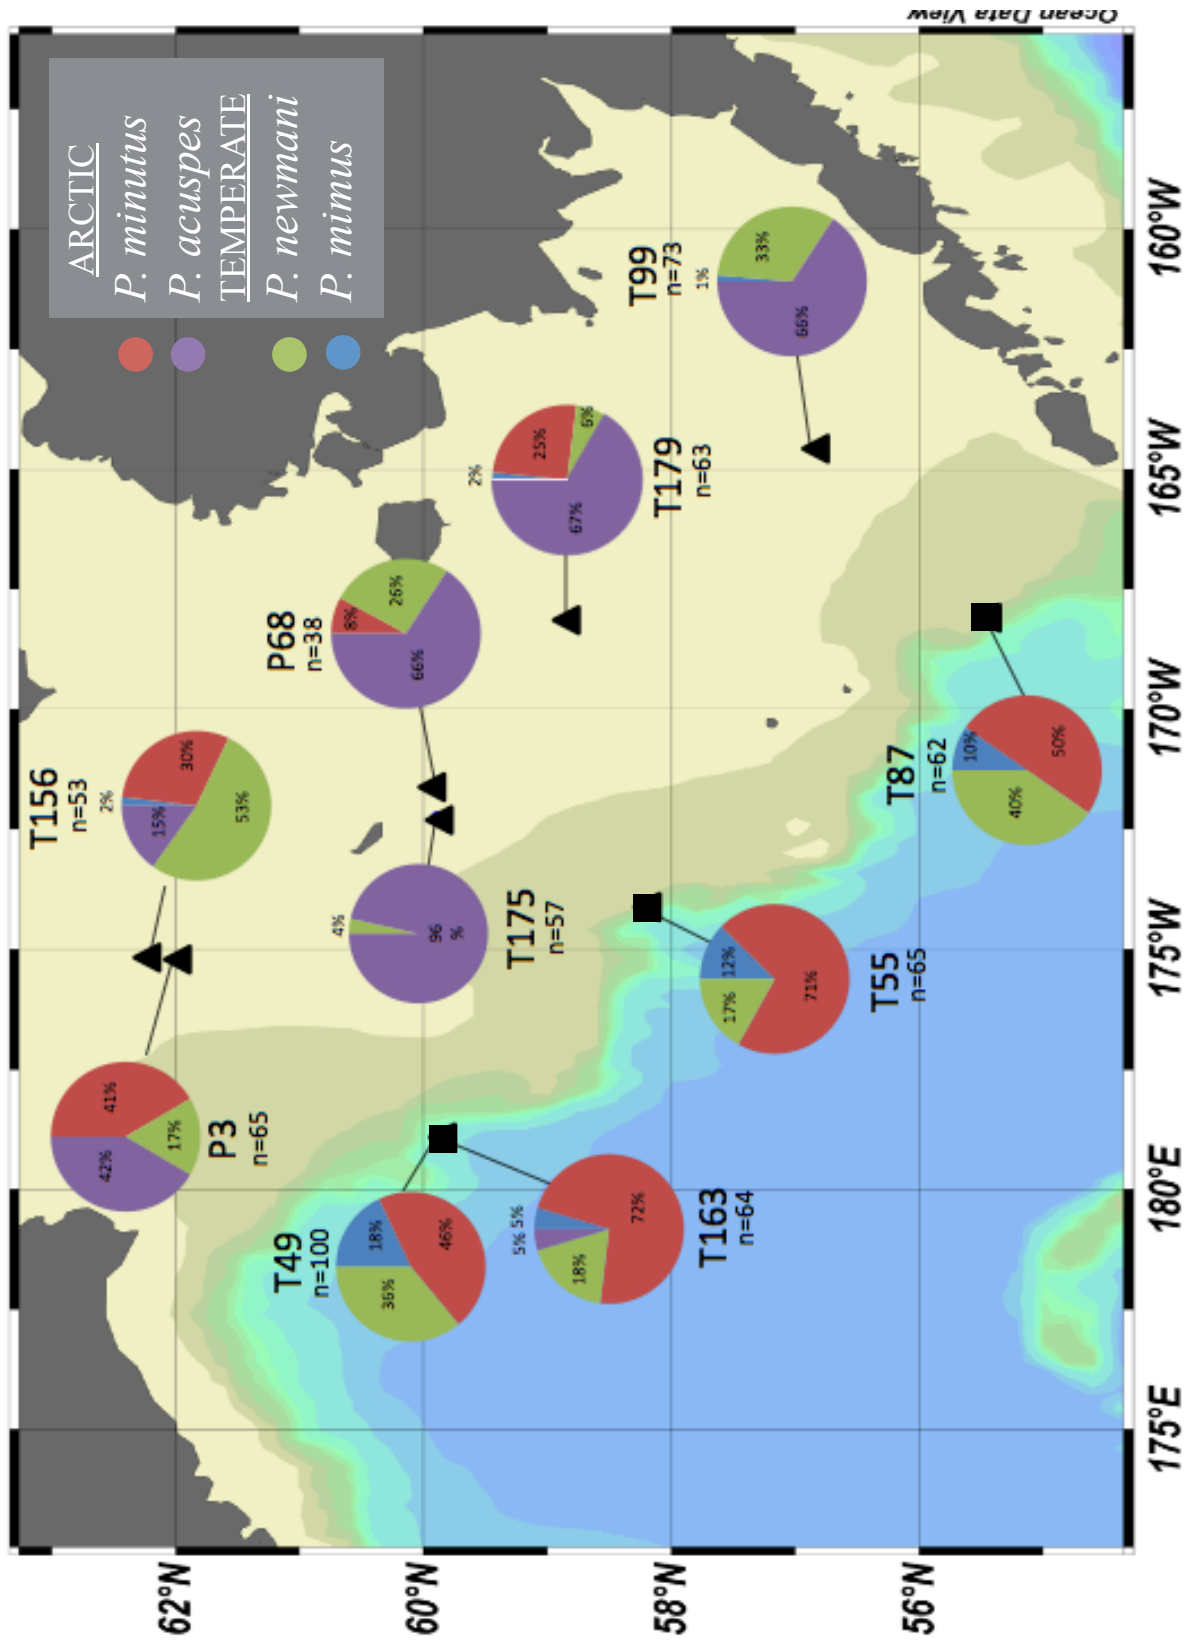 Ocean Data View
ARCTIC
P. minutus
P. acuspes
TEMPERATE
P. newmani
P. mimus
T156
n=53
2%
15%
30%
53%
P3
n=65
42%
41%
17%
P68
n=38
8%
26%
66%
T175
n=57
4%
96
%
T49
n=100
36%
18%
46%
T163
n=64
5% 5%
18%
72%
T179
n=63
2%
25%
6%
67%
T99
n=73
1%
33%
66%
T55
n=65
17%
12%
71%
T87
n=62
10%
40%
50%
62°N
60°N
58°N
56°N
175°E
180°E
175°W
170°W
165°W
160°W